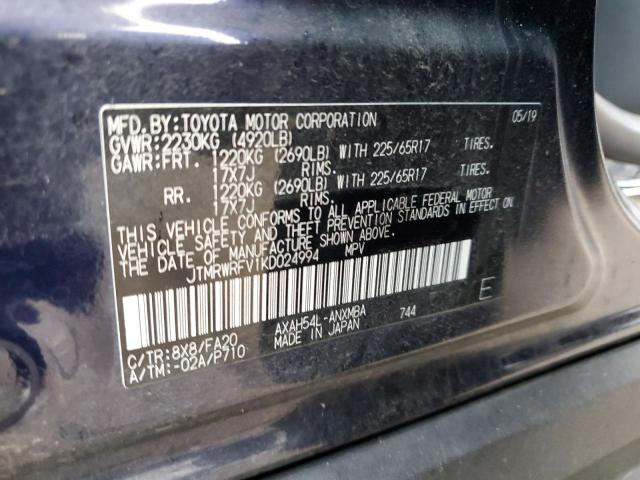 MFD.BY:TOYOTA MOTOR CORPORATION 05/19
GVWR:2230KG (4920LB)
GAWR:FRT. 1220KG (2690LB) WITH 225/65R17 TIRES.
17X7J RIMS.
RR. 1220KG (2690LB) WITH 225/65R17 TIRES.
17X7J RIMS.
THIS VEHICLE CONFORMS TO ALL APPLICABLE FEDERAL MOTOR
VEHICLE SAFETY AND THEFT PREVENTION STANDARDS IN EFFECT ON
THE DATE OF MANUFACTURE SHOWN ABOVE.
JTMRWRFV1KD024994 MPV
E
C/TR:8X8/FA20 AXAH54L-ANXMBA 744
A/TM:-02A/P710 MADE IN JAPAN